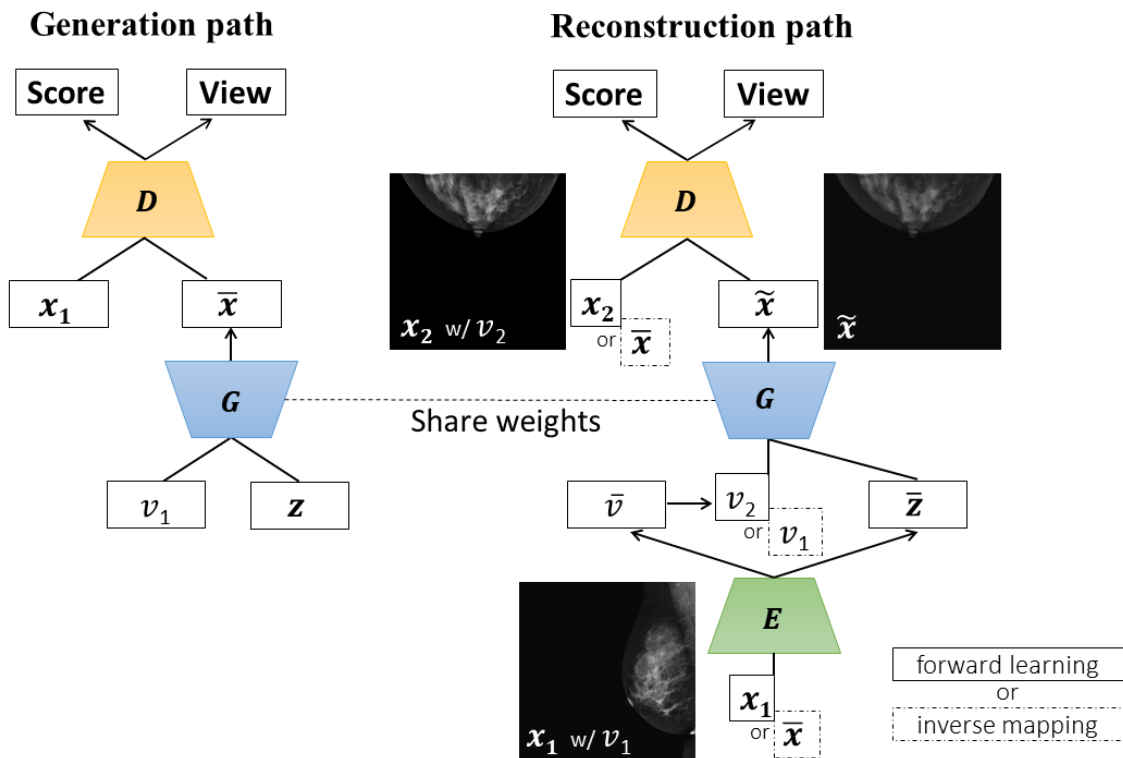 Generation path
Reconstruction path
Score
View
Score
View
D
D
x₁
x̅
x₂
or
x̅
x̃
x₂ w/ v₂
x̃
G
G
Share weights
v₁
z
v̄
v₂
or
v₁
z̄
E
x₁ w/ v₁
x₁
or
x̅
forward learning
or
inverse mapping